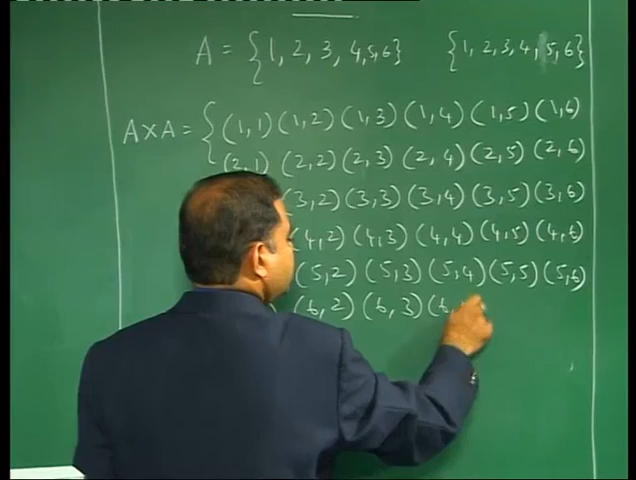 A = {1, 2, 3, 4,5,6} {1, 2,3,4, 5,6}
A×A = { (1,1) (1,2) (1,3) (1,4) (1,5) (1,6)
(2,1) (2,2) (2,3) (2,4) (2,5) (2,6)
(3,2) (3,3) (3,4) (3,5) (3,6)
(4,2) (4,3) (4,4) (4,5) (4,6)
(5,2) (5,3) (5,4) (5,5) (5,6)
(6,2) (6,3) (6,